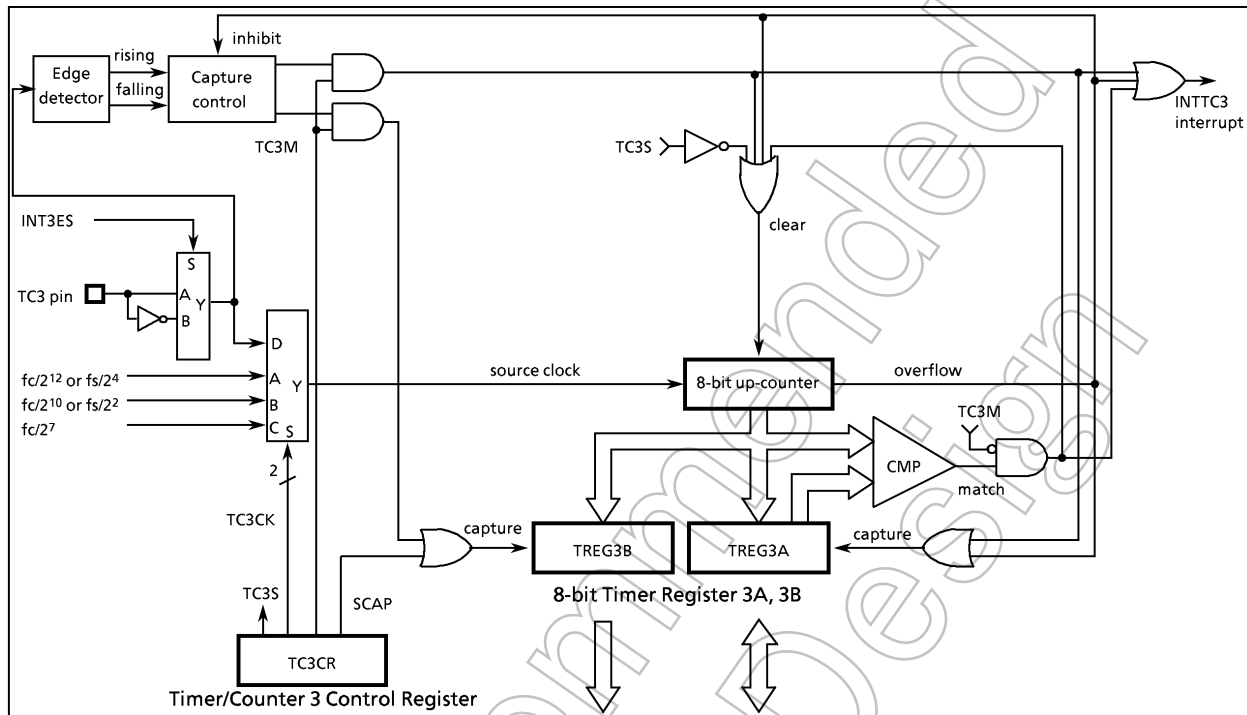 inhibit
rising
Edge
detector
falling
Capture
control
INTTC3
interrupt
TC3M
TC3S
clear
INT3ES
S
TC3 pin
A
Y
B
D
fc/2¹² or fs/2⁴
A
Y
source clock
8-bit up-counter
overflow
fc/2¹⁰ or fs/2²
B
fc/2⁷
C
S
TC3M
CMP
match
2
TC3CK
capture
TREG3B
TREG3A
capture
8-bit Timer Register 3A, 3B
TC3S
SCAP
TC3CR
Timer/Counter 3 Control Register
ommended
Design